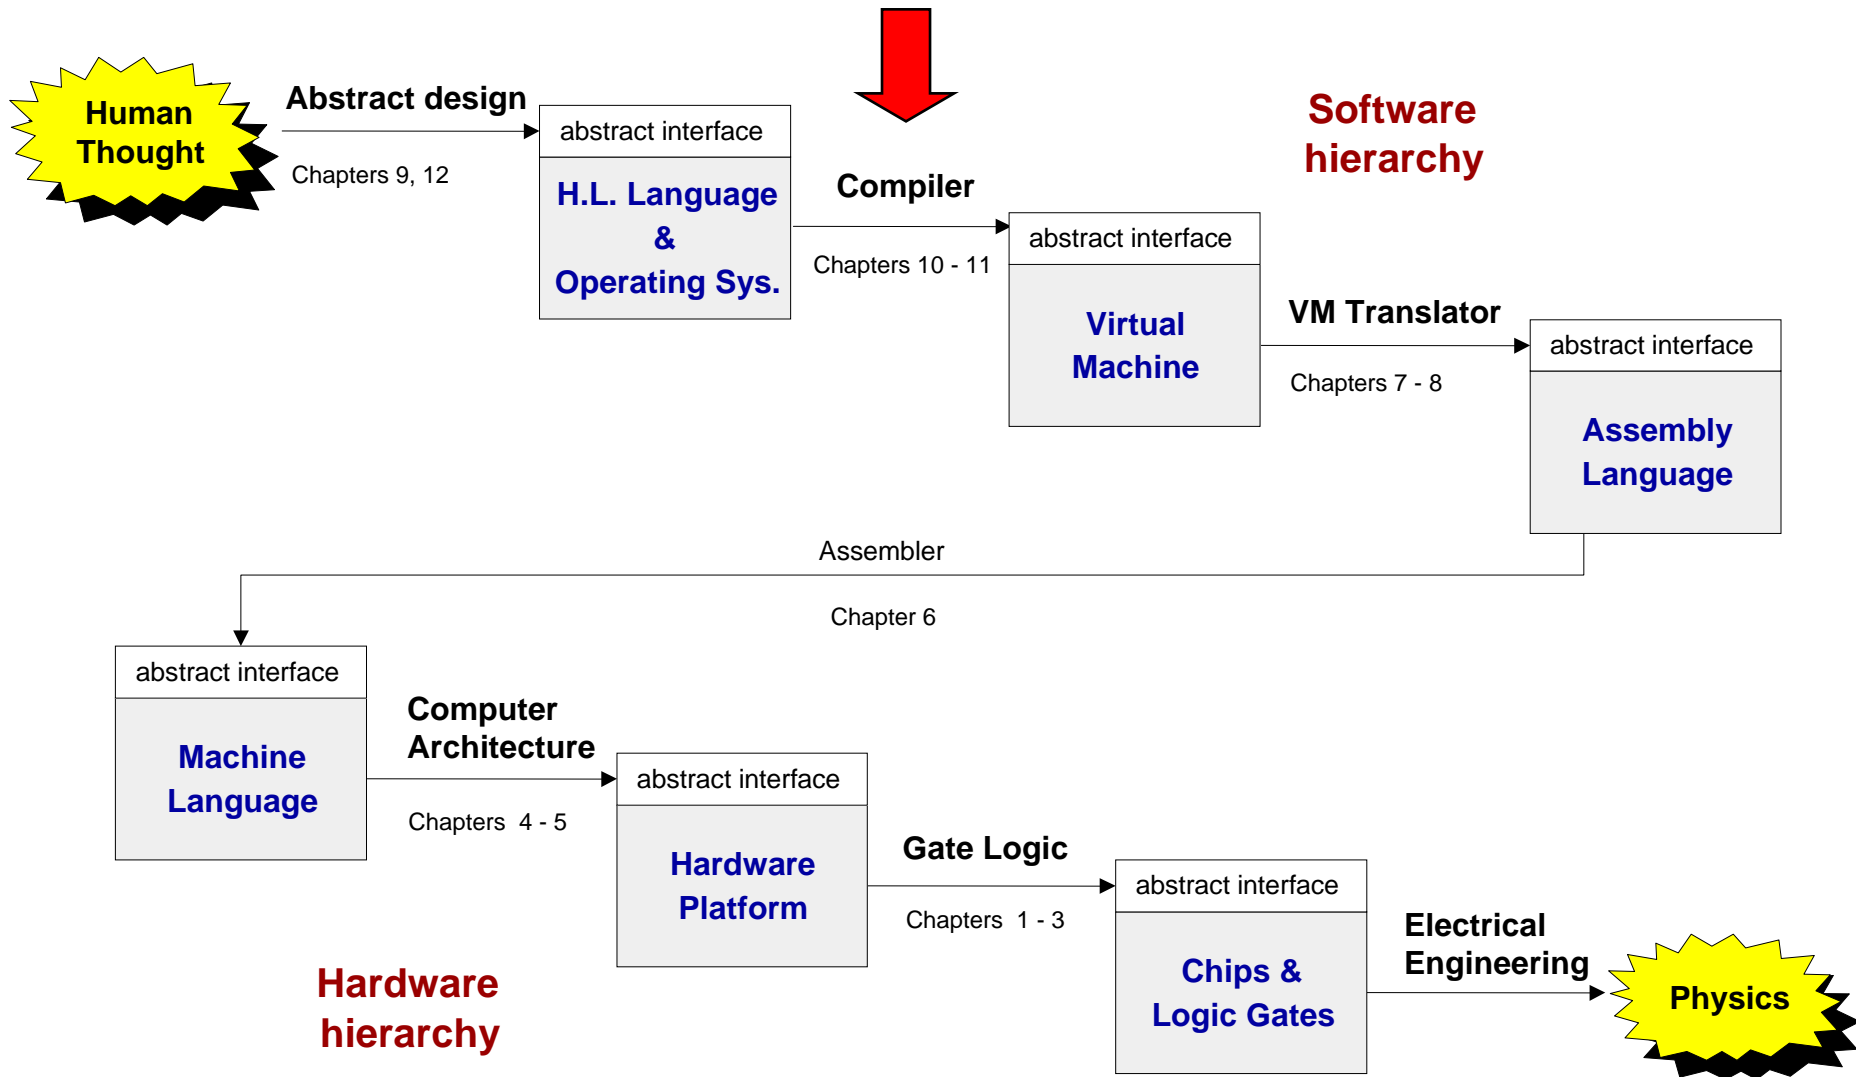 Human
Thought
Abstract design
Chapters 9, 12
abstract interface
H.L. Language
&
Operating Sys.
Compiler
Chapters 10 - 11
Software
hierarchy
abstract interface
Virtual
Machine
VM Translator
Chapters 7 - 8
abstract interface
Assembly
Language
Assembler
Chapter 6
abstract interface
Machine
Language
Computer
Architecture
Chapters  4 - 5
abstract interface
Hardware
Platform
Gate Logic
Chapters  1 - 3
abstract interface
Chips &
Logic Gates
Electrical
Engineering
Physics
Hardware
hierarchy